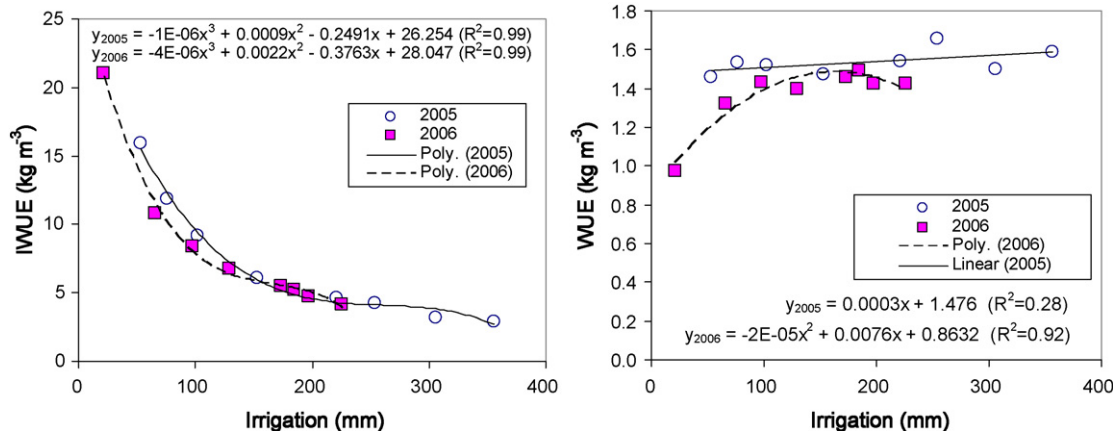 y2005 = -1E-06x³ + 0.0009x² - 0.2491x + 26.254 (R²=0.99)
y2006 = -4E-06x³ + 0.0022x² - 0.3763x + 28.047 (R²=0.99)
25
20
15
10
5
0
IWUE (kg m⁻³)
2005
2006
Poly. (2005)
Poly. (2006)
0 100 200 300 400
Irrigation (mm)
1.8
1.6
1.4
1.2
1.0
0.8
0.6
0.4
0.2
0.0
WUE (kg m⁻³)
2005
2006
Poly. (2006)
Linear (2005)
y2005 = 0.0003x + 1.476 (R²=0.28)
y2006 = -2E-05x² + 0.0076x + 0.8632 (R²=0.92)
0 100 200 300 400
Irrigation (mm)